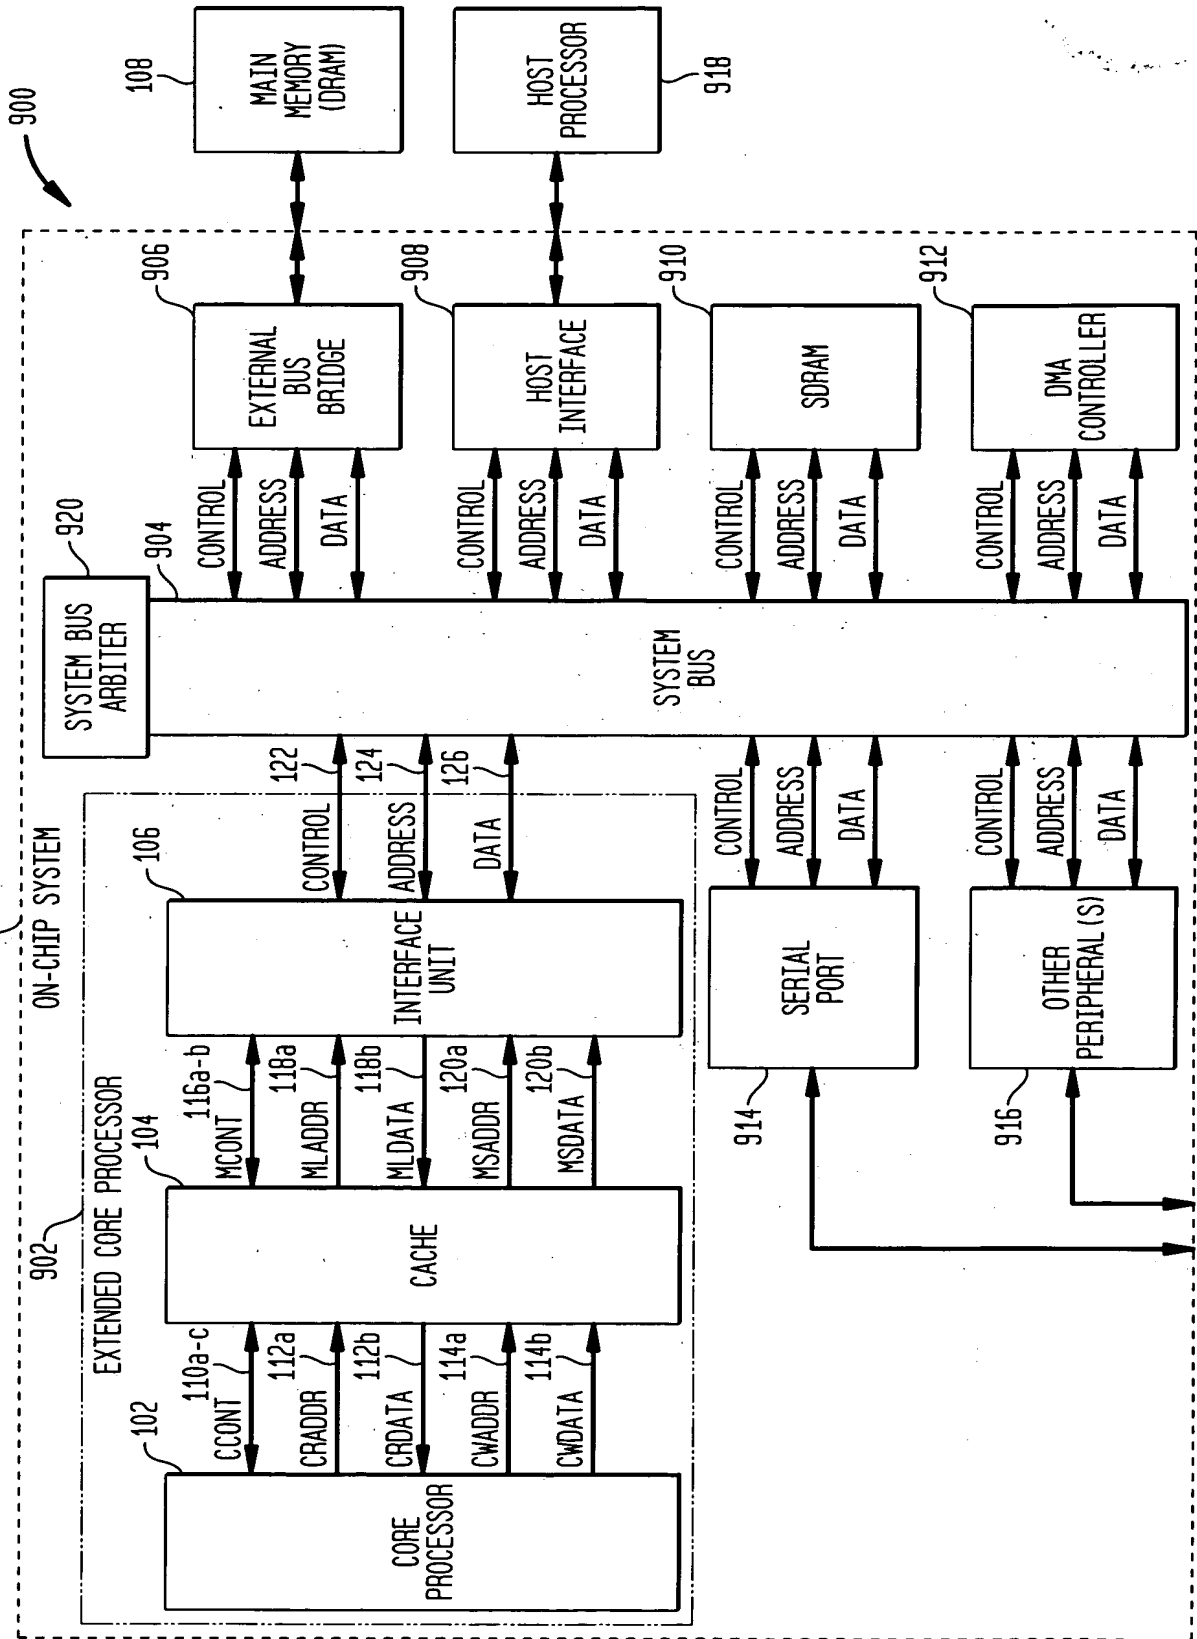 900
ON-CHIP SYSTEM
902
EXTENDED CORE PROCESSOR
102
CORE
PROCESSOR
CCONT
110a-c
CRADDR
112a
CRDATA
112b
CWADDR
114a
CWDATA
114b
104
CACHE
MCONT
116a-b
MLADDR
118a
MLDATA
118b
MSADDR
120a
MSDATA
120b
106
INTERFACE
UNIT
CONTROL
122
ADDRESS
124
DATA
126
920
SYSTEM BUS
ARBITER
904
SYSTEM
BUS
CONTROL
ADDRESS
DATA
906
EXTERNAL
BUS
BRIDGE
108
MAIN
MEMORY
(DRAM)
CONTROL
ADDRESS
DATA
908
HOST
INTERFACE
HOST
PROCESSOR
918
CONTROL
ADDRESS
DATA
910
SDRAM
CONTROL
ADDRESS
DATA
912
DMA
CONTROLLER
914
SERIAL
PORT
CONTROL
ADDRESS
DATA
916
OTHER
PERIPHERAL(S)
CONTROL
ADDRESS
DATA